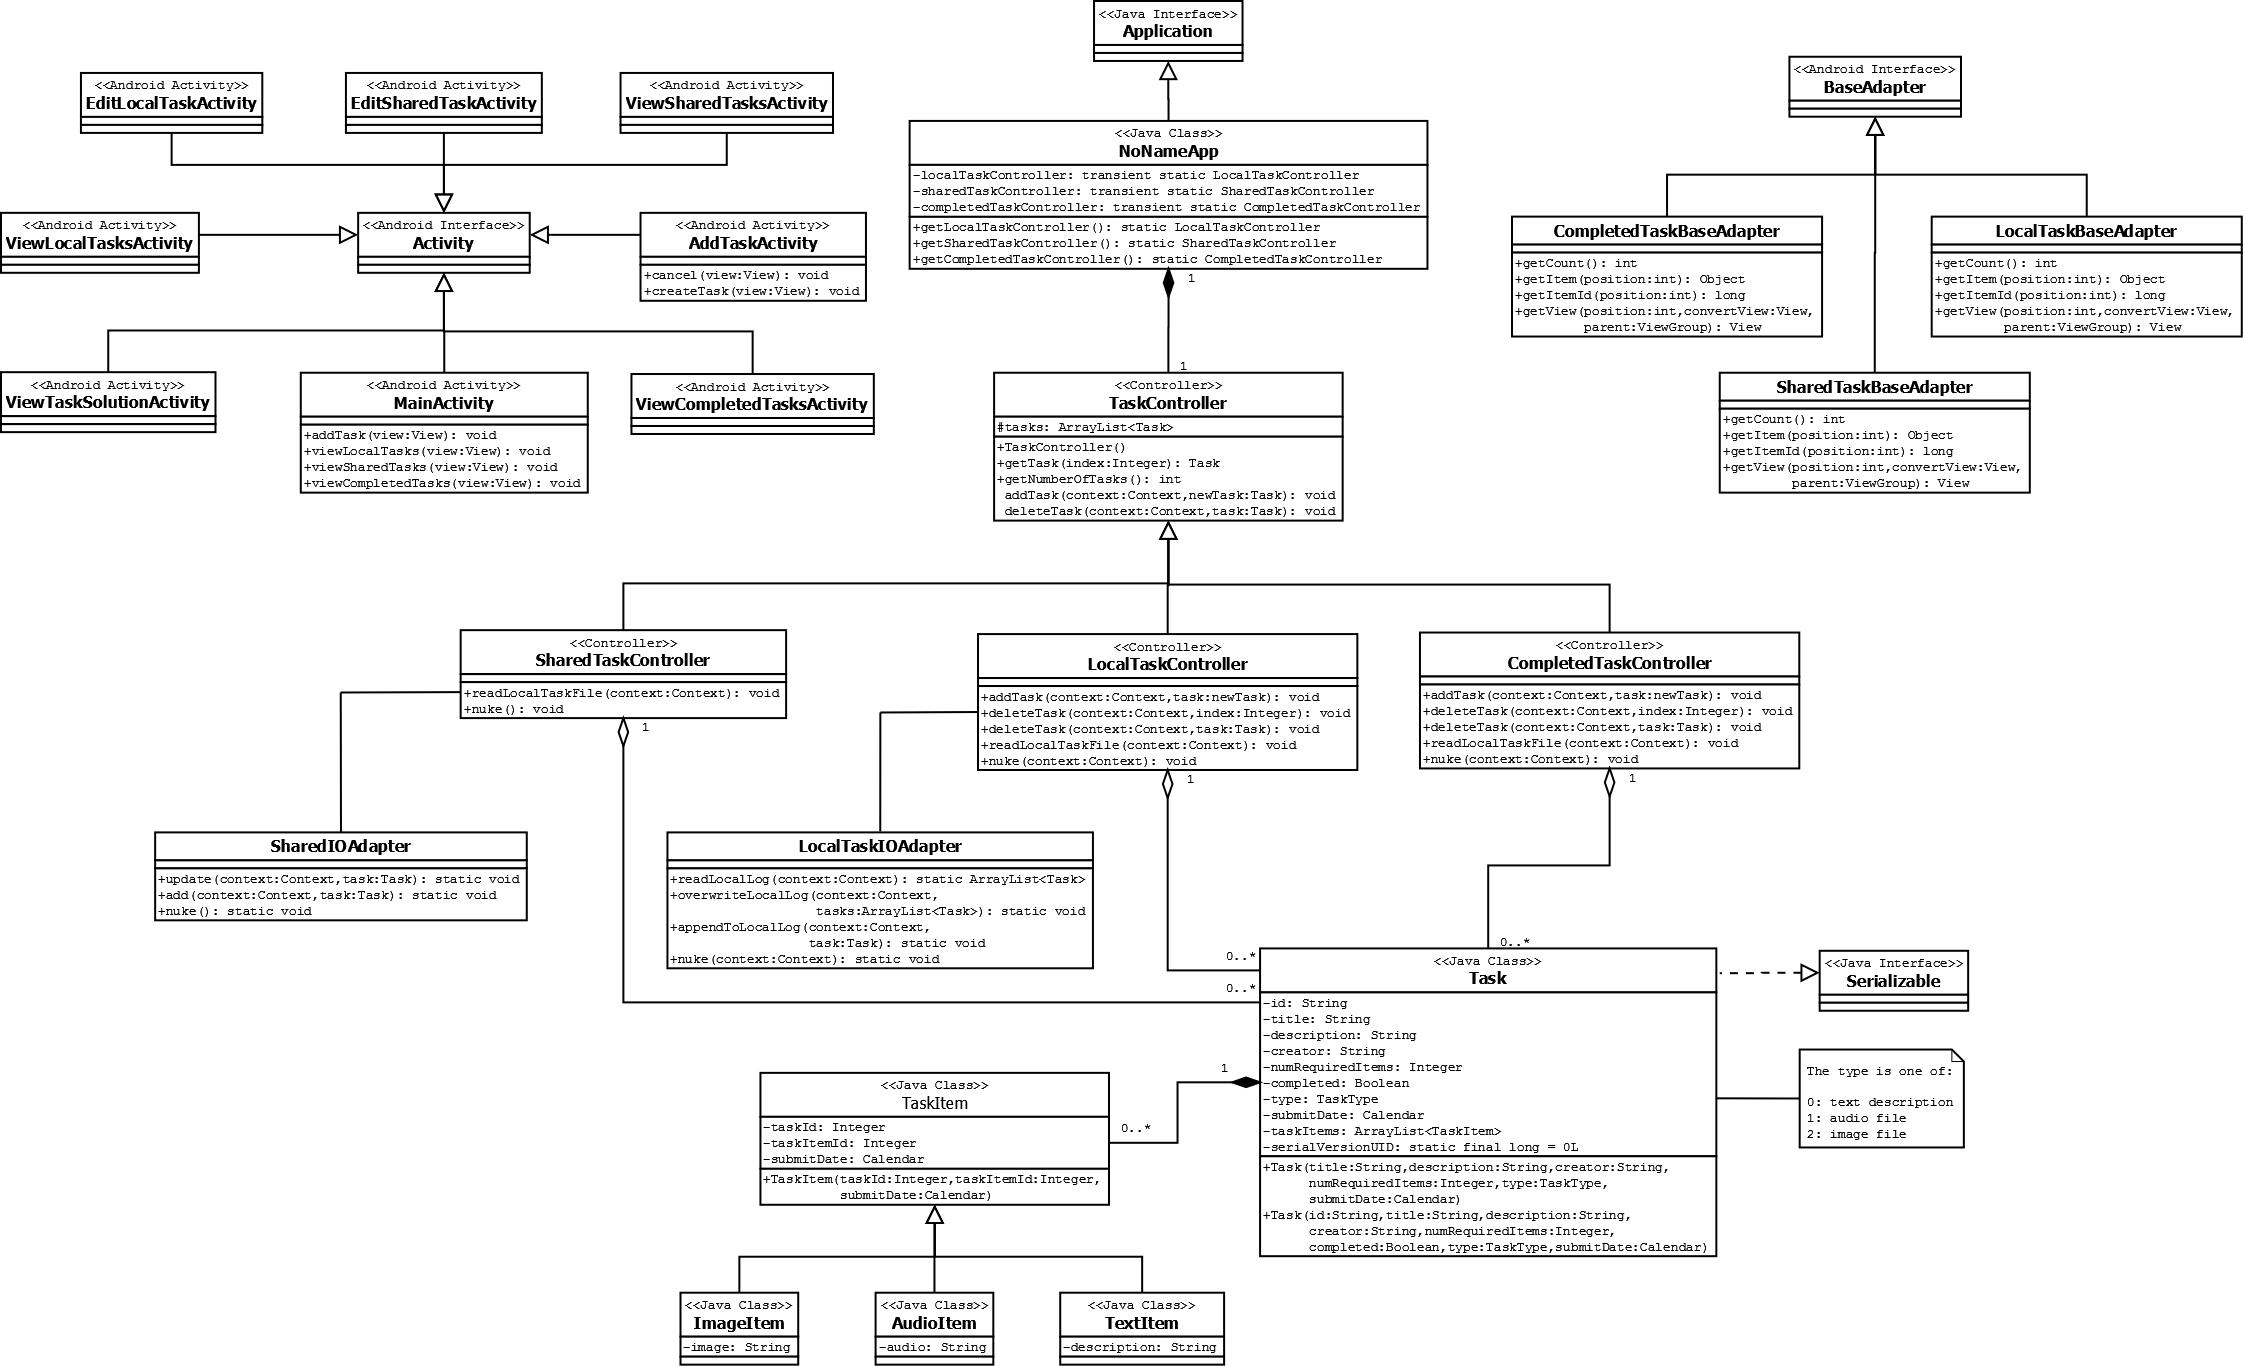 <<Java Interface>>
Application
<<Android Interface>>
BaseAdapter
<<Android Activity>>
EditLocalTaskActivity
<<Android Activity>>
EditSharedTaskActivity
<<Android Activity>>
ViewSharedTasksActivity
<<Java Class>>
NoNameApp
-localTaskController: transient static LocalTaskController
-sharedTaskController: transient static SharedTaskController
-completedTaskController: transient static CompletedTaskController
+getLocalTaskController(): static LocalTaskController
+getSharedTaskController(): static SharedTaskController
+getCompletedTaskController(): static CompletedTaskController
1
1
<<Android Activity>>
ViewLocalTasksActivity
<<Android Interface>>
Activity
<<Android Activity>>
AddTaskActivity
+cancel(view:View): void
+createTask(view:View): void
CompletedTaskBaseAdapter
+getCount(): int
+getItem(position:int): Object
+getItemId(position:int): long
+getView(position:int,convertView:View,
parent:ViewGroup): View
LocalTaskBaseAdapter
+getCount(): int
+getItem(position:int): Object
+getItemId(position:int): long
+getView(position:int,convertView:View,
parent:ViewGroup): View
<<Android Activity>>
ViewTaskSolutionActivity
<<Android Activity>>
MainActivity
+addTask(view:View): void
+viewLocalTasks(view:View): void
+viewSharedTasks(view:View): void
+viewCompletedTasks(view:View): void
<<Android Activity>>
ViewCompletedTasksActivity
<<Controller>>
TaskController
#tasks: ArrayList<Task>
+TaskController()
+getTask(index:Integer): Task
+getNumberOfTasks(): int
addTask(context:Context,newTask:Task): void
deleteTask(context:Context,task:Task): void
SharedTaskBaseAdapter
+getCount(): int
+getItem(position:int): Object
+getItemId(position:int): long
+getView(position:int,convertView:View,
parent:ViewGroup): View
<<Controller>>
SharedTaskController
+readLocalTaskFile(context:Context): void
+nuke(): void
1
<<Controller>>
LocalTaskController
+addTask(context:Context,task:newTask): void
+deleteTask(context:Context,index:Integer): void
+deleteTask(context:Context,task:Task): void
+readLocalTaskFile(context:Context): void
+nuke(context:Context): void
1
<<Controller>>
CompletedTaskController
+addTask(context:Context,task:newTask): void
+deleteTask(context:Context,index:Integer): void
+deleteTask(context:Context,task:Task): void
+readLocalTaskFile(context:Context): void
+nuke(context:Context): void
1
SharedIOAdapter
+update(context:Context,task:Task): static void
+add(context:Context,task:Task): static void
+nuke(): static void
LocalTaskIOAdapter
+readLocalLog(context:Context): static ArrayList<Task>
+overwriteLocalLog(context:Context,
tasks:ArrayList<Task>): static void
+appendToLocalLog(context:Context,
task:Task): static void
+nuke(context:Context): static void
0..*
0..*
0..*
<<Java Class>>
Task
-id: String
-title: String
-description: String
-creator: String
-numRequiredItems: Integer
-completed: Boolean
-type: TaskType
-submitDate: Calendar
-taskItems: ArrayList<TaskItem>
-serialVersionUID: static final long = 0L
+Task(title:String,description:String,creator:String,
numRequiredItems:Integer,type:TaskType,
submitDate:Calendar)
+Task(id:String,title:String,description:String,
creator:String,numRequiredItems:Integer,
completed:Boolean,type:TaskType,submitDate:Calendar)
<<Java Interface>>
Serializable
The type is one of:
0: text description
1: audio file
2: image file
1
0..*
<<Java Class>>
TaskItem
-taskId: Integer
-taskItemId: Integer
-submitDate: Calendar
+TaskItem(taskId:Integer,taskItemId:Integer,
submitDate:Calendar)
<<Java Class>>
ImageItem
-image: String
<<Java Class>>
AudioItem
-audio: String
<<Java Class>>
TextItem
-description: String